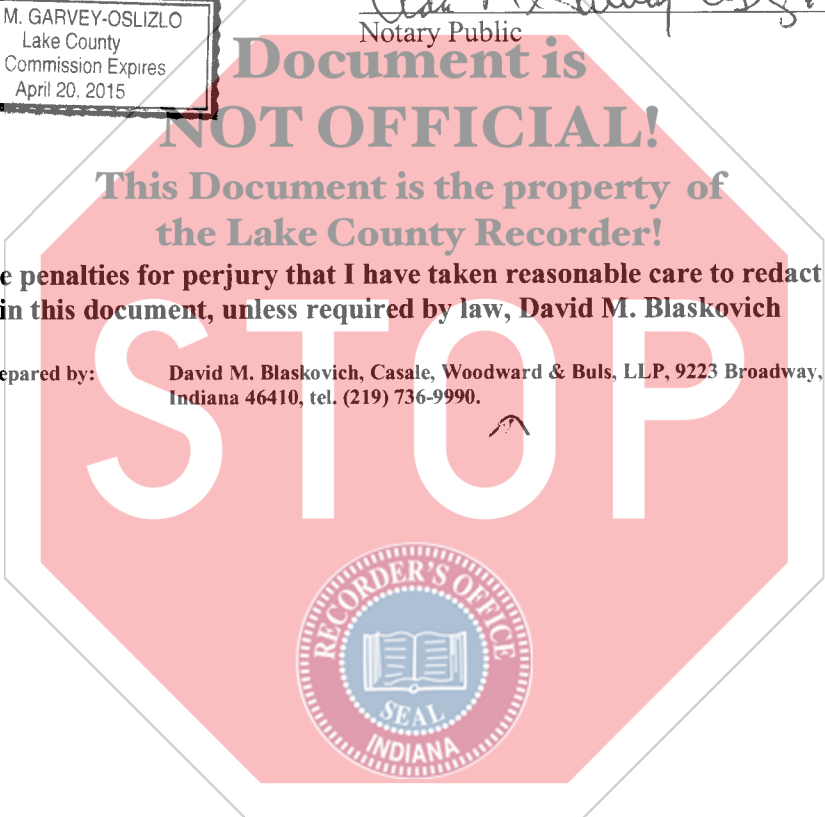 M. GARVEY-OSLIZLO
Lake County
Commission Expires
April 20, 2015
Notary Public
Document is
NOT OFFICIAL!
This Document is the property of
the Lake County Recorder!
e penalties for perjury that I have taken reasonable care to redact
in this document, unless required by law, David M. Blaskovich
epared by: David M. Blaskovich, Casale, Woodward & Buls, LLP, 9223 Broadway,
Indiana 46410, tel. (219) 736-9990.
STOP
RECORDER'S OFFICE
SEAL
INDIANA